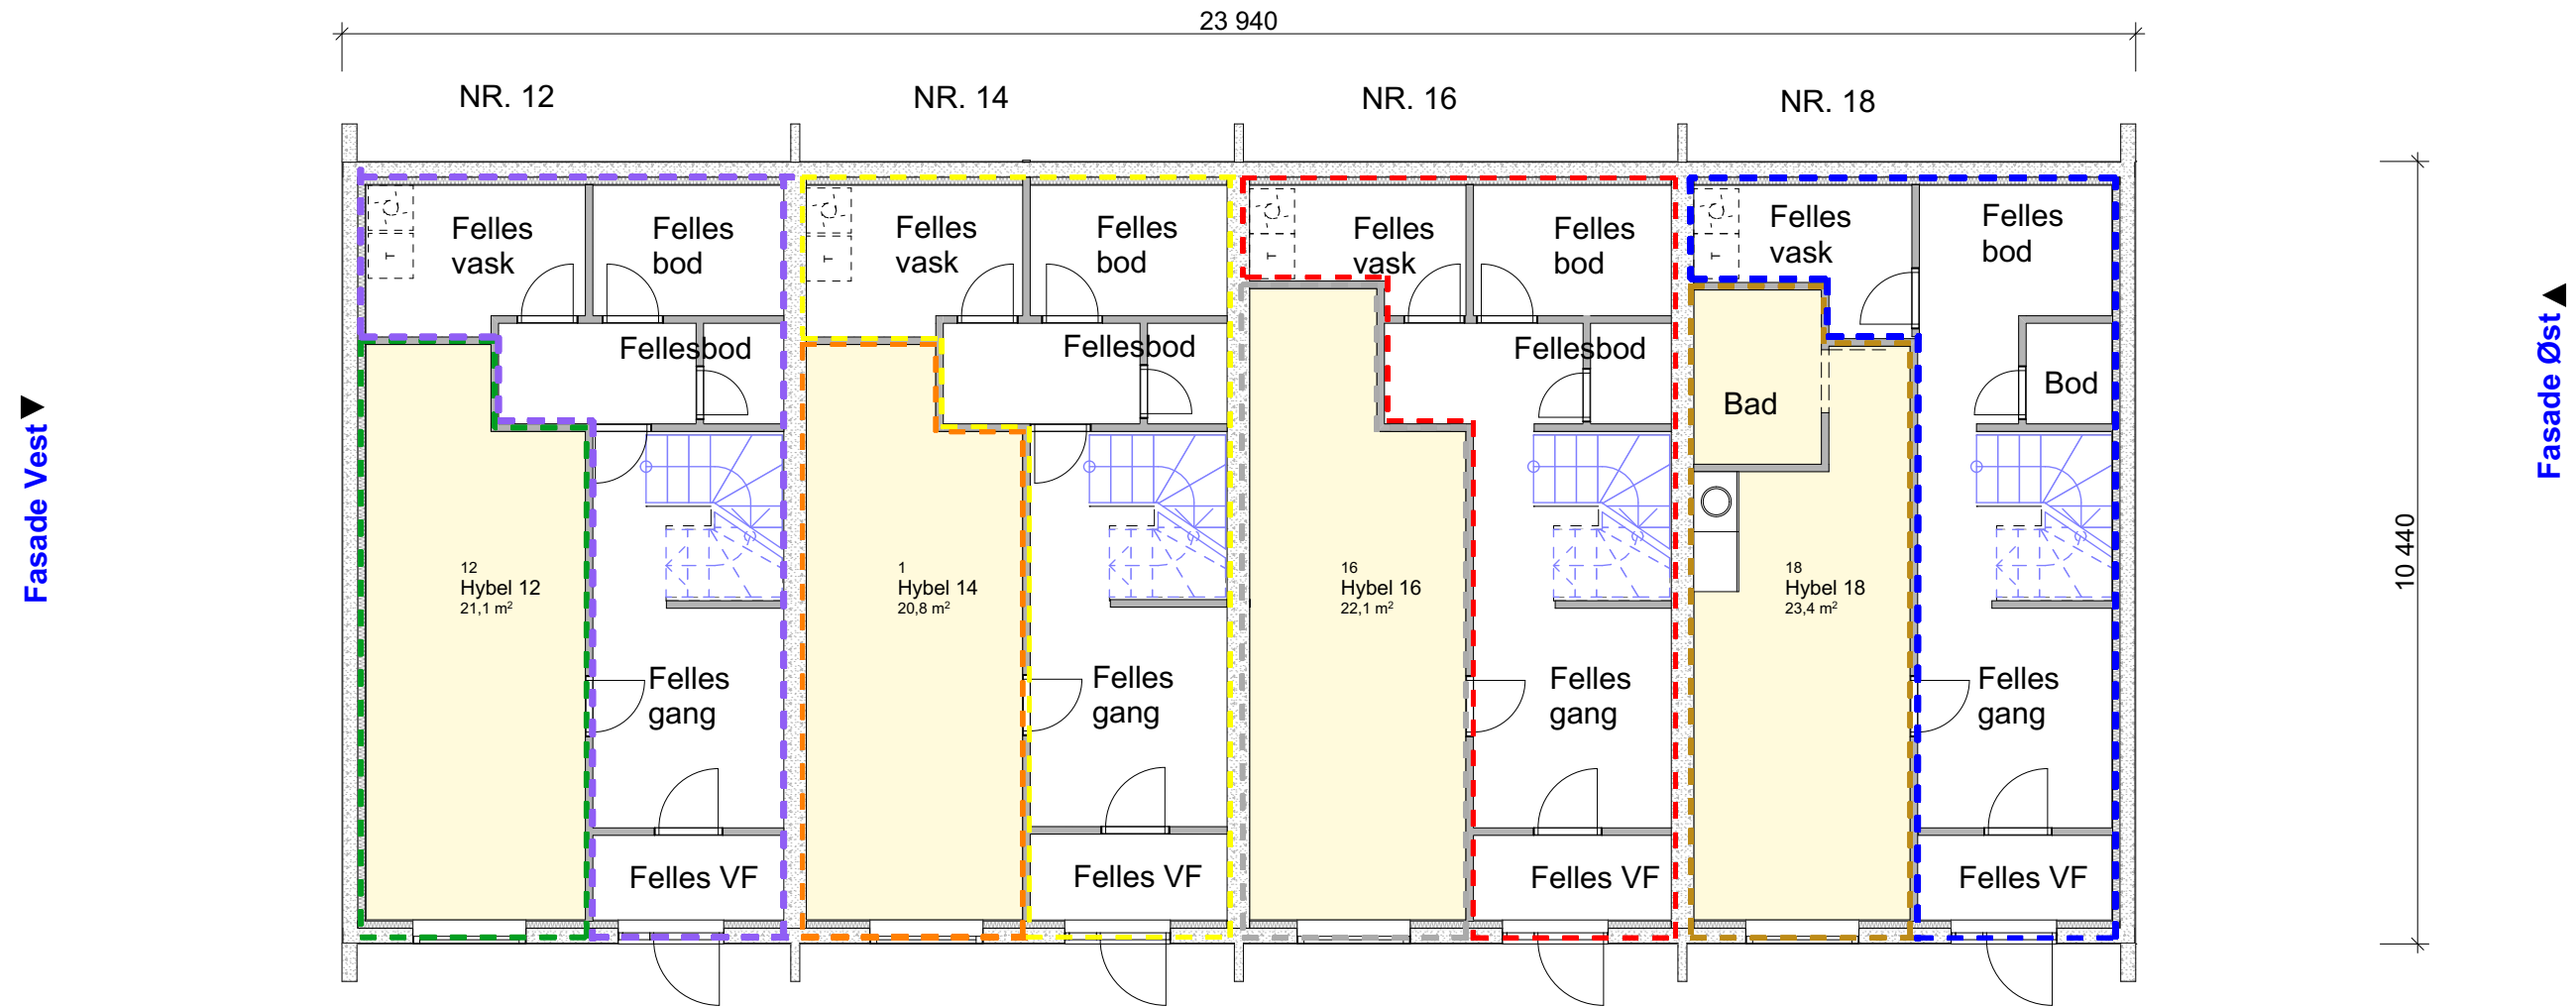 23 940
NR. 12
NR. 14
NR. 16
NR. 18
Felles
vask
Felles
bod
Felles
vask
Felles
bod
Felles
vask
Felles
bod
Felles
vask
Felles
bod
T
T
T
T
Fellesbod
Fellesbod
Fellesbod
Bad
Bod
Fasade Vest
Fasade Øst
10 440
12
Hybel 12
21,1 m²
1
Hybel 14
20,8 m²
16
Hybel 16
22,1 m²
18
Hybel 18
23,4 m²
Felles
gang
Felles
gang
Felles
gang
Felles
gang
Felles VF
Felles VF
Felles VF
Felles VF